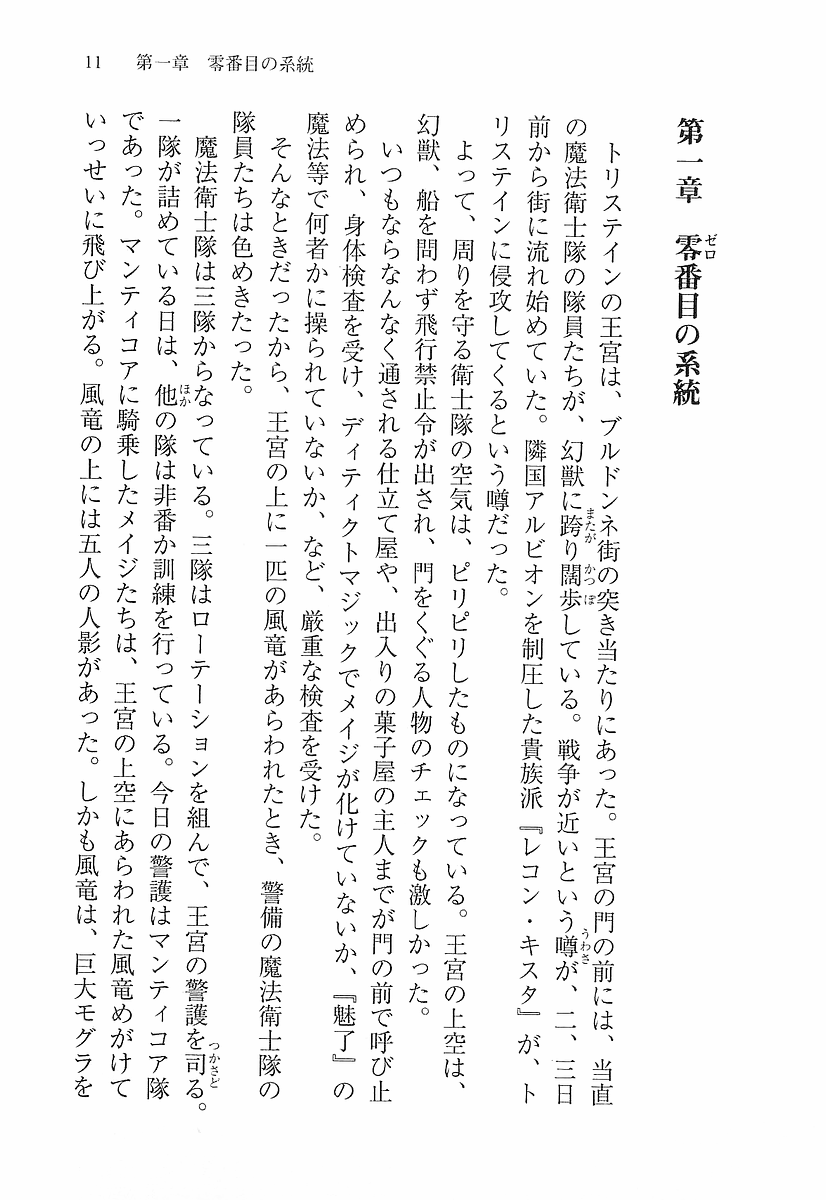 11　第一章　零番目の系統
第一章　零番目の系統
ゼロ
トリステインの王宮は、ブルドンネ街の突き当たりにあった。王宮の門の前には、当直
の魔法衛士隊の隊員たちが、幻獣に跨り闊歩している。戦争が近いという噂が、二、三日
またが　かっぽ　うわさ
前から街に流れ始めていた。隣国アルビオンを制圧した貴族派『レコン・キスタ』が、ト
リステインに侵攻してくるという噂だった。
よって、周りを守る衛士隊の空気は、ピリピリしたものになっている。王宮の上空は、
幻獣、船を問わず飛行禁止令が出され、門をくぐる人物のチェックも激しかった。
いつもならなんなく通される仕立て屋や、出入りの菓子屋の主人までが門の前で呼び止
められ、身体検査を受け、ディティクトマジックでメイジが化けていないか、『魅了』の
魔法等で何者かに操られていないか、など、厳重な検査を受けた。
そんなときだったから、王宮の上に一匹の風竜があらわれたとき、警備の魔法衛士隊の
隊員たちは色めきたった。
魔法衛士隊は三隊からなっている。三隊はローテーションを組んで、王宮の警護を司る。
つかさど
一隊が詰めている日は、他の隊は非番か訓練を行っている。今日の警護はマンティコア隊
ほか
であった。マンティコアに騎乗したメイジたちは、王宮の上空にあらわれた風竜めがけて
いっせいに飛び上がる。風竜の上には五人の人影があった。しかも風竜は、巨大モグラを